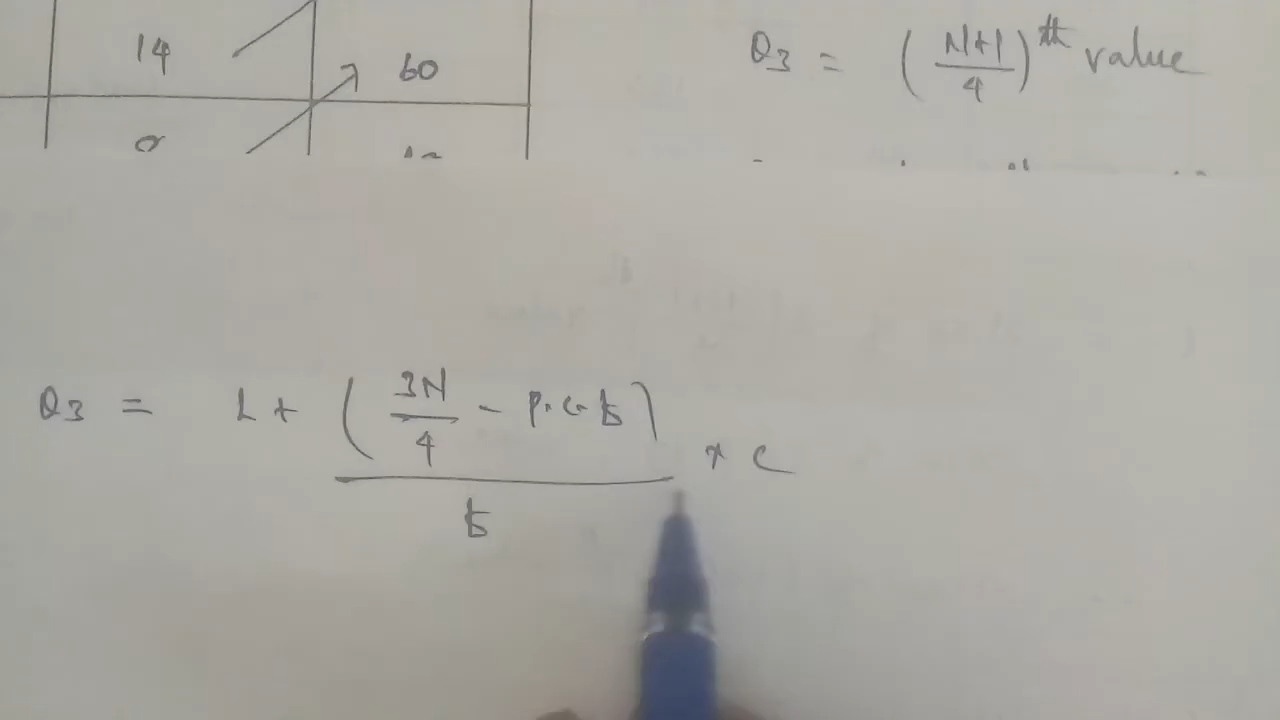 14 60
Q3 = (N+1/4)th value
Q3 = L + (3N/4 - p.c.f)/f × c